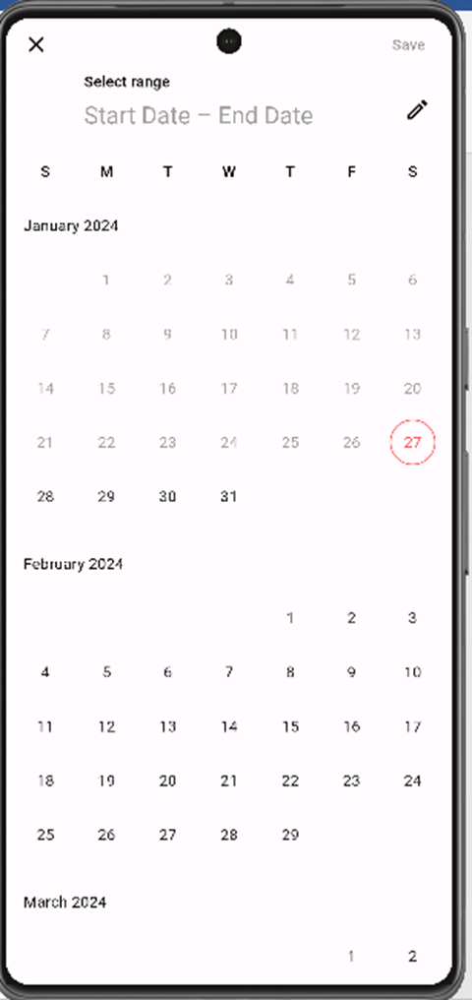 Save
Select range
Start Date – End Date
S M T W T F S
January 2024
1 2 3 4 5 6
7 8 9 10 11 12 13
14 15 16 17 18 19 20
21 22 23 24 25 26 27
28 29 30 31
February 2024
1 2 3
4 5 6 7 8 9 10
11 12 13 14 15 16 17
18 19 20 21 22 23 24
25 26 27 28 29
March 2024
1 2